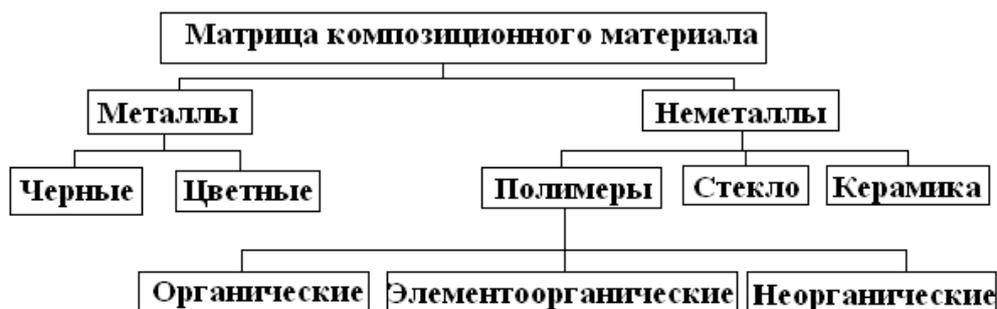 Матрица композиционного материала
Металлы
Неметаллы
Черные
Цветные
Полимеры
Стекло
Керамика
Органические
Элементоорганические
Неорганические